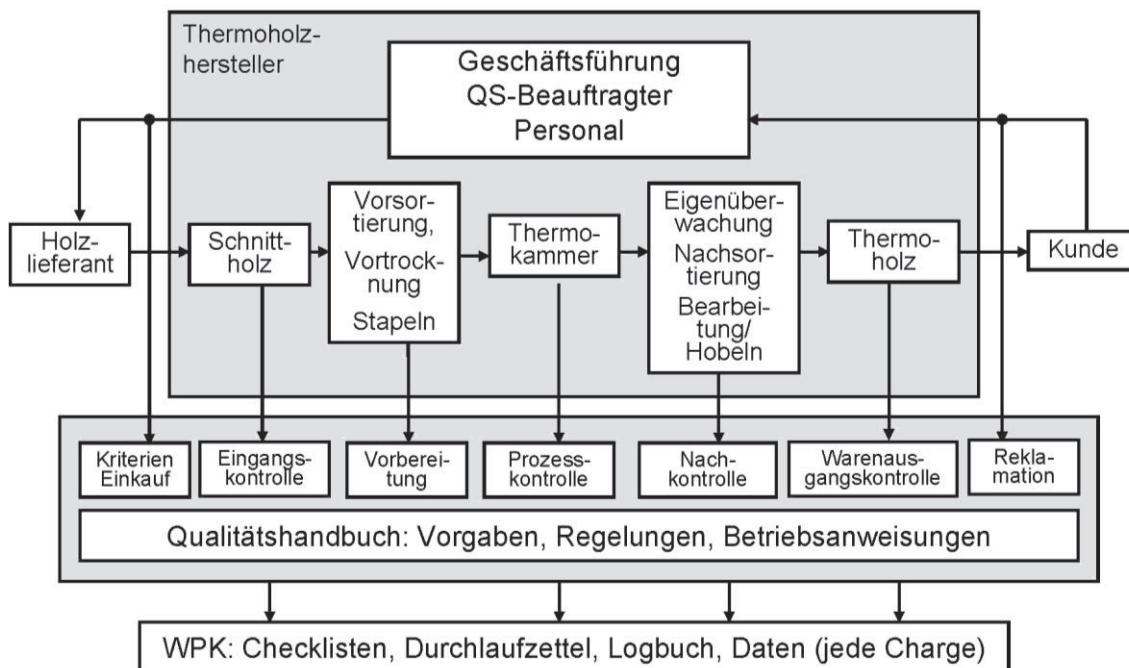 Thermoholz-
hersteller
Geschäftsführung
QS-Beauftragter
Personal
Holz-
lieferant
Schnitt-
holz
Vorsor-
tierung,
Vortrock-
nung
Stapeln
Thermo-
kammer
Eigenüber-
wachung
Nachsor-
tierung
Bearbei-
tung/
Hobeln
Thermo-
holz
Kunde
Kriterien
Einkauf
Eingangs-
kontrolle
Vorberei-
tung
Prozess-
kontrolle
Nach-
kontrolle
Warenaus-
gangskontrolle
Rekla-
mation
Qualitätshandbuch: Vorgaben, Regelungen, Betriebsanweisungen
WPK: Checklisten, Durchlaufzettel, Logbuch, Daten (jede Charge)